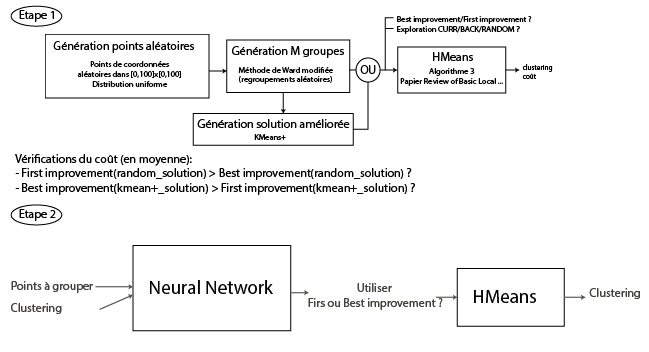 Etape 1
Génération points aléatoires
Points de coordonnées
aléatoires dans [0,100]x[0,100]
Distribution uniforme
Génération M groupes
Méthode de Ward modifiée
(regroupements aléatoires)
OU
Best improvement/First improvement ?
Exploration CURR/BACK/RANDOM ?
HMeans
Algorithme 3
Papier Review of Basic Local ...
clustering
coût
Génération solution améliorée
KMeans+
Vérifications du coût (en moyenne):
- First improvement(random_solution) > Best improvement(random_solution) ?
- Best improvement(kmean+_solution) > First improvement(kmean+_solution) ?
Etape 2
Points à grouper
Clustering
Neural Network
Utiliser
Firs ou Best improvement ?
HMeans
Clustering